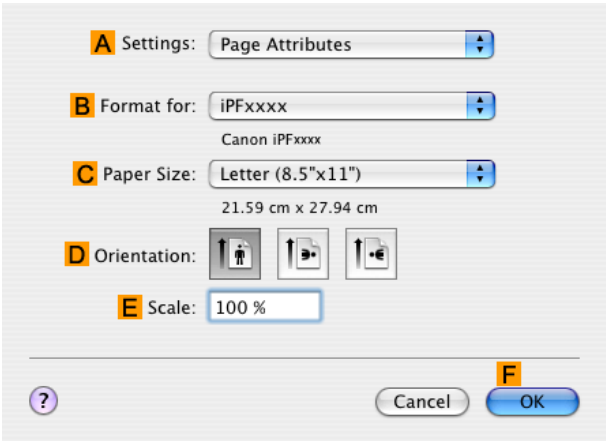 A Settings: Page Attributes
B Format for: iPFxxxx
Canon iPFxxxx
C Paper Size: Letter (8.5"x11")
21.59 cm x 27.94 cm
D Orientation:
E Scale: 100 %
F
? Cancel OK